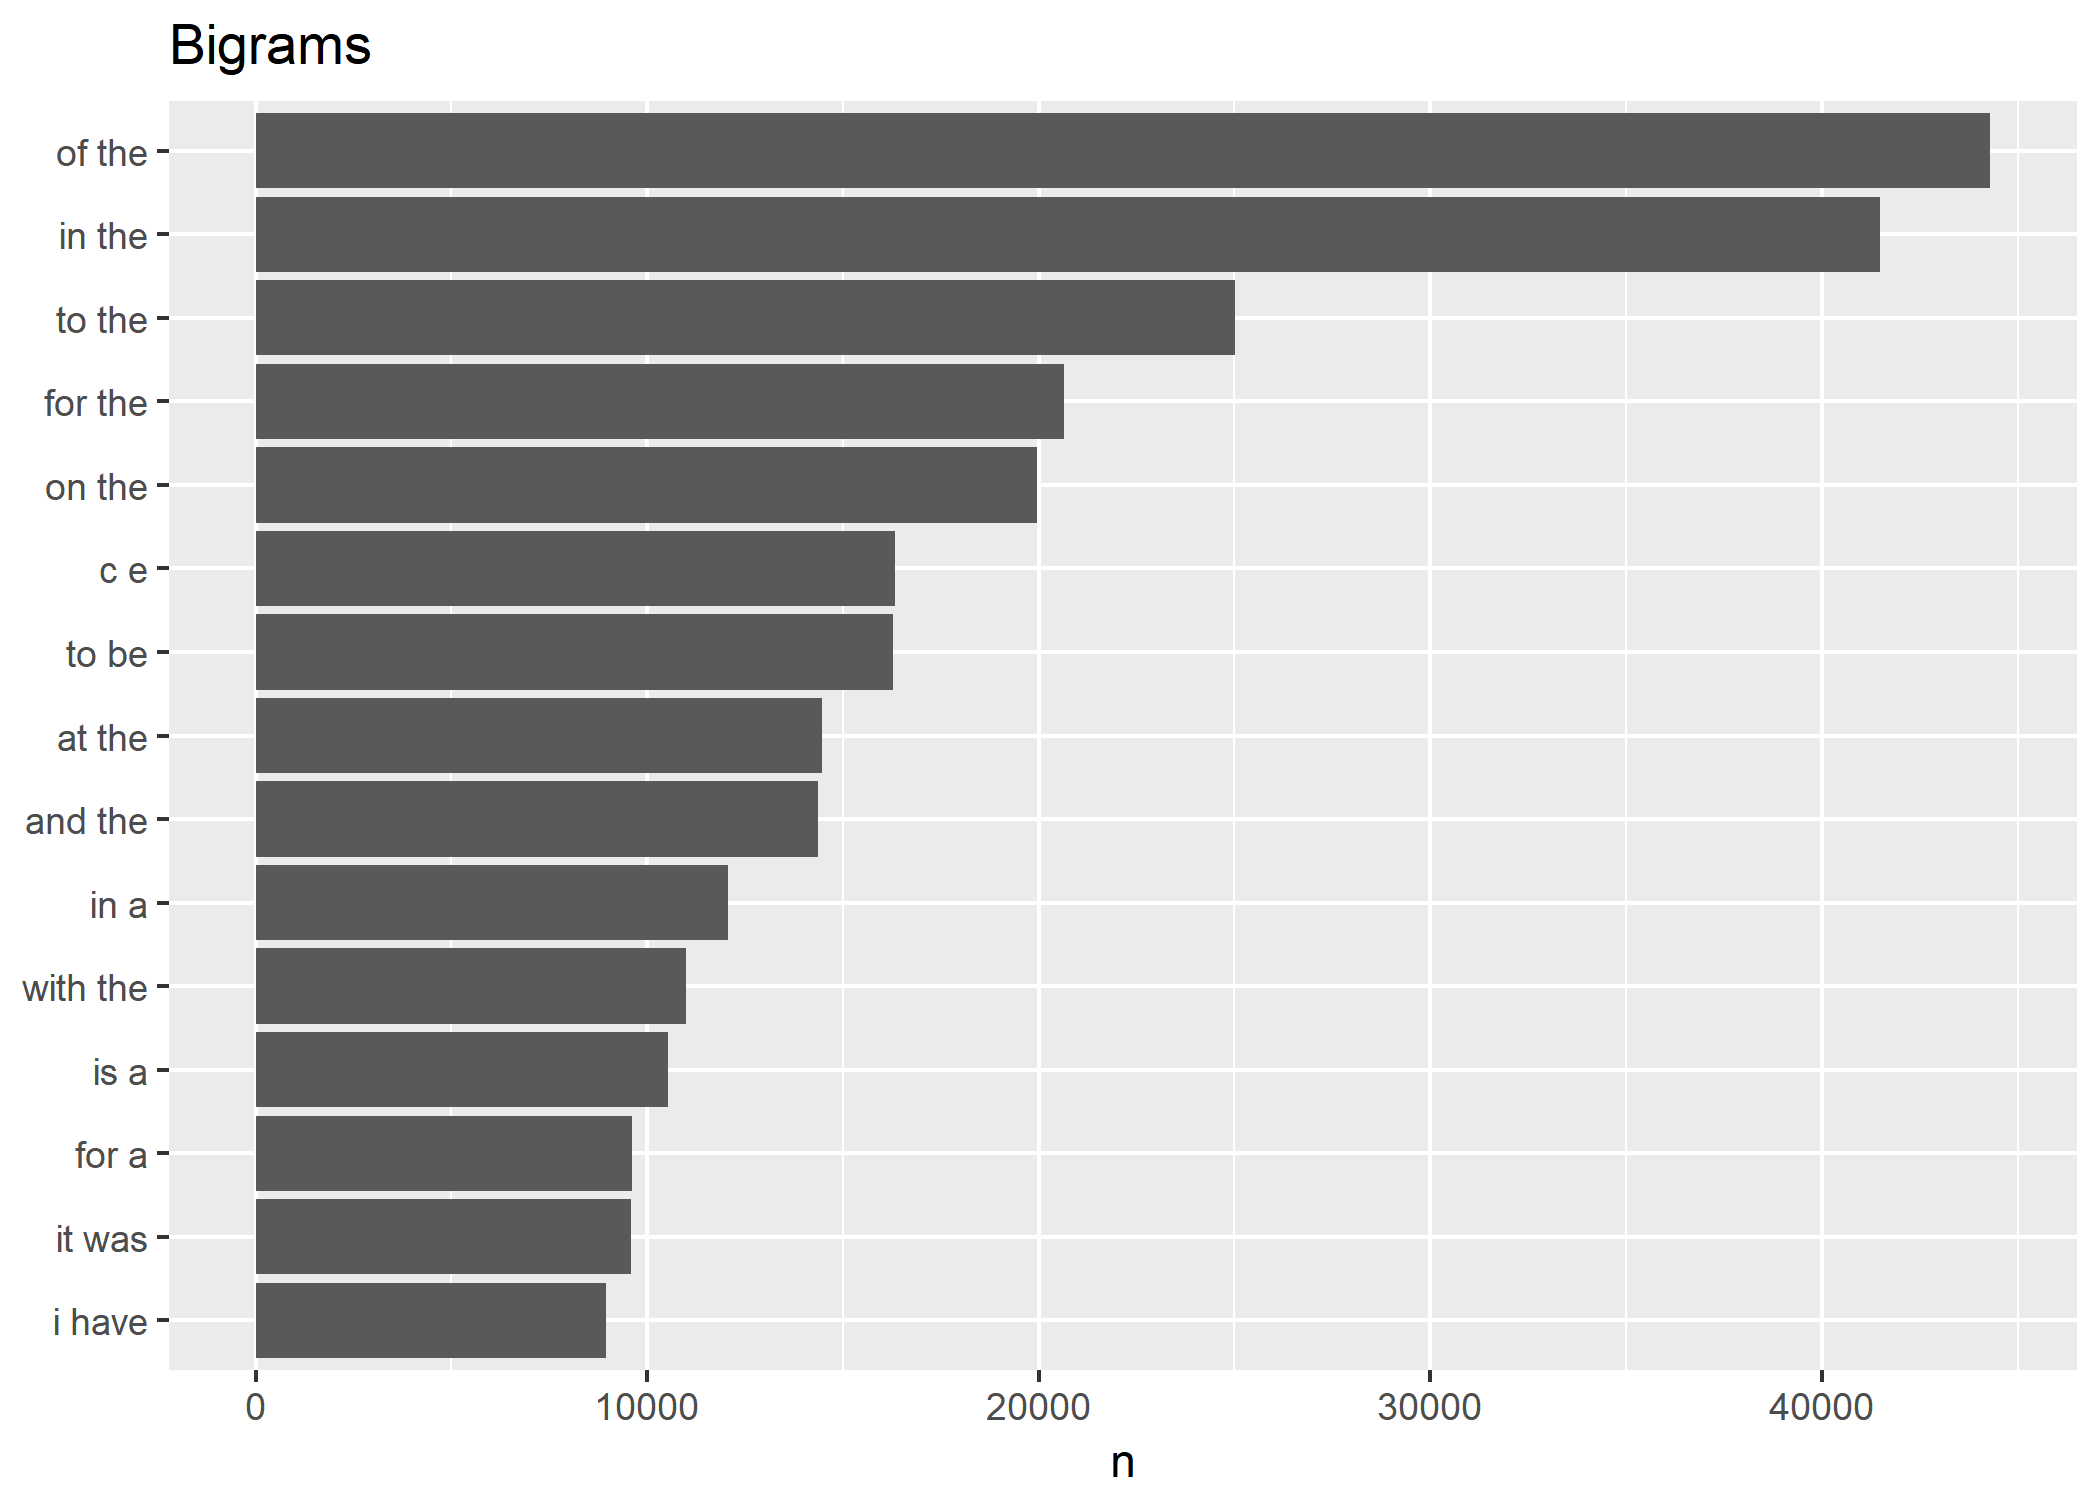 Bigrams
of the
in the
to the
for the
on the
c e
to be
at the
and the
in a
with the
is a
for a
it was
i have
0 10000 20000 30000 40000
n